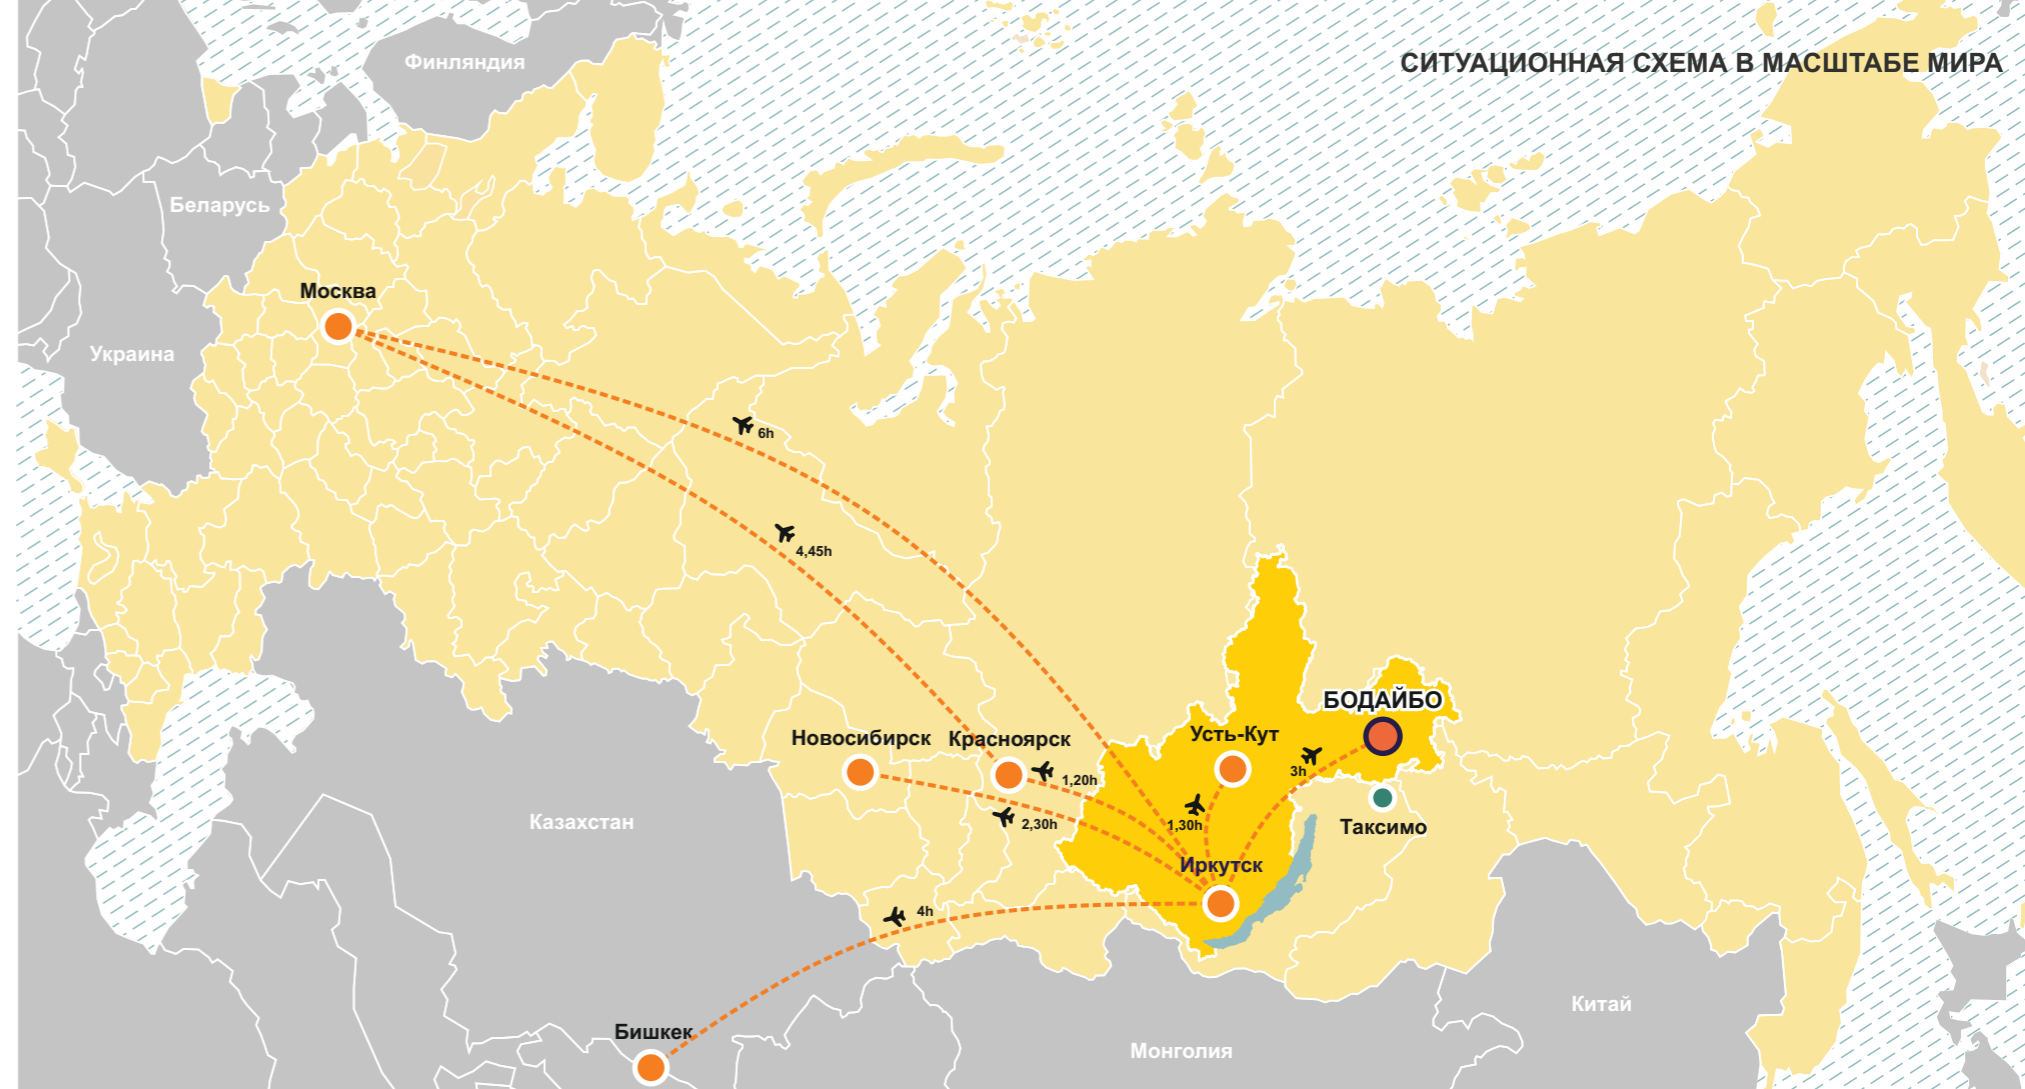 Финляндия
СИТУАЦИОННАЯ СХЕМА В МАСШТАБЕ МИРА
Беларусь
Москва
Украина
6h
4,45h
БОДАЙБО
Новосибирск
Красноярск
Усть-Кут
1,20h
3h
2,30h
1,30h
Таксимо
Казахстан
Иркутск
4h
Китай
Бишкек
Монголия